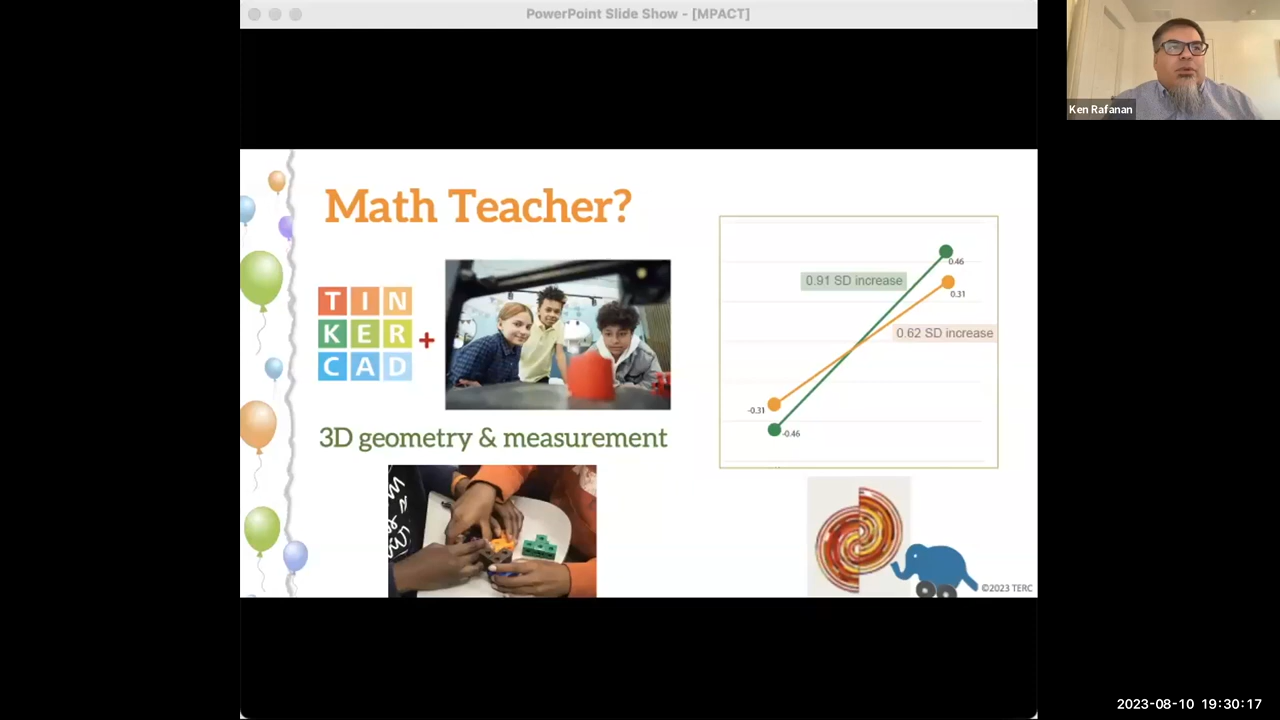 PowerPoint Slide Show - [MPACT]
Ken Rafanan
Math Teacher?
TIN
KER
CAD
+
3D geometry & measurement
0.46
0.91 SD increase
0.31
0.62 SD increase
-0.31
-0.46
©2023 TERC
2023-08-10 19:30:17